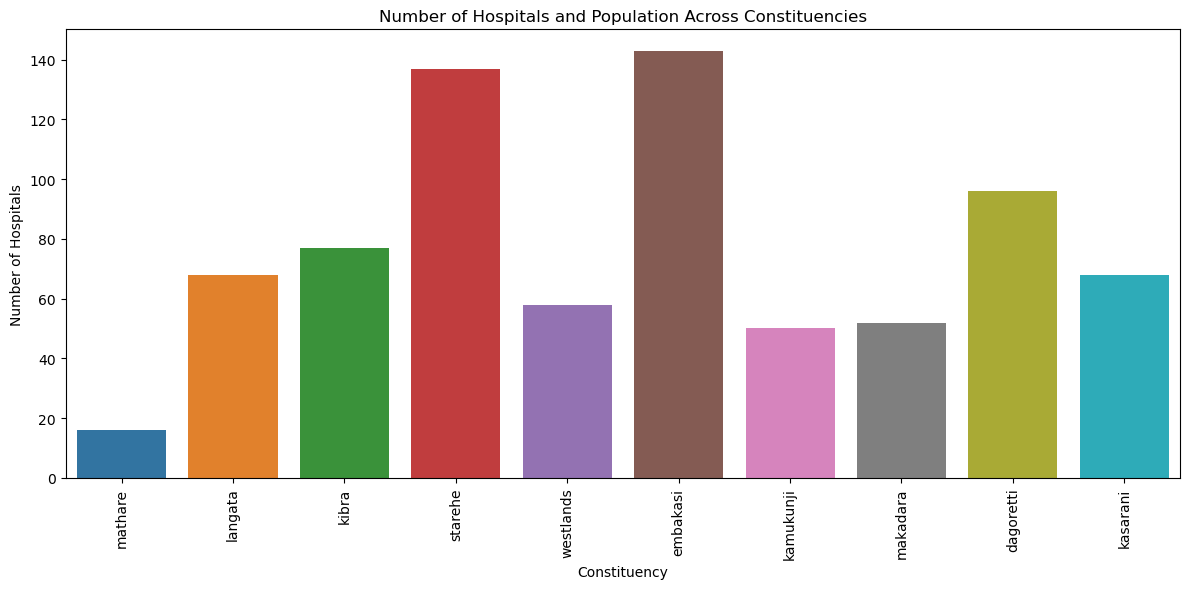 Number of Hospitals and Population Across Constituencies
Number of Hospitals
140
120
100
80
60
40
20
0
mathare
langata
kibra
starehe
westlands
embakasi
kamukunji
makadara
dagoretti
kasarani
Constituency